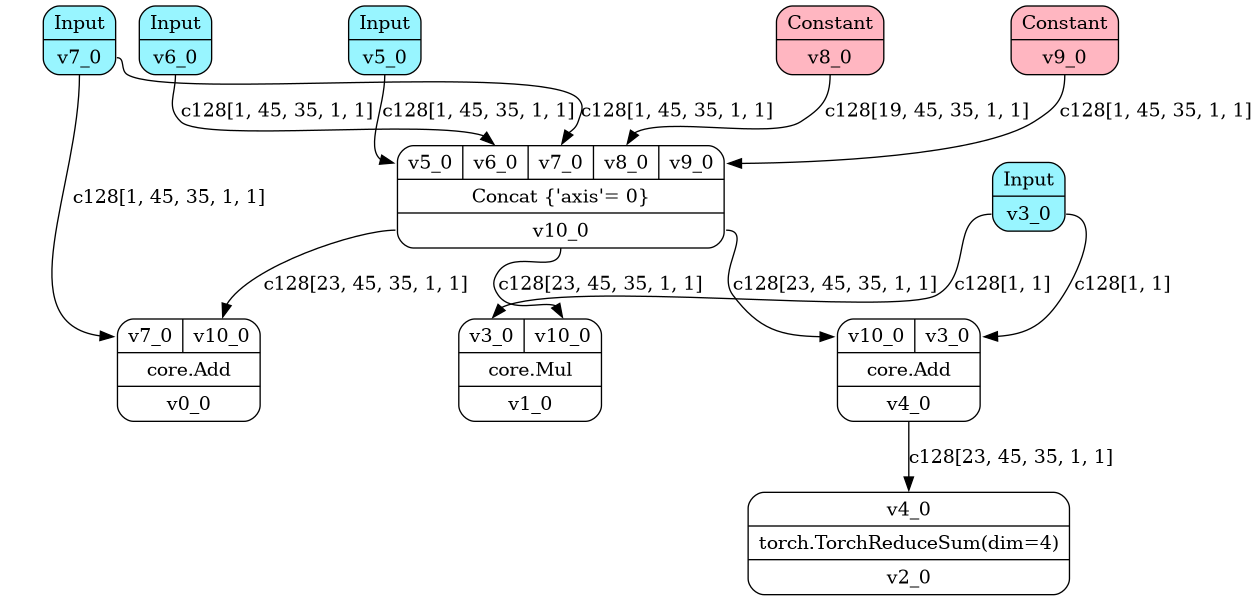 Input
v7_0
Input
v6_0
Input
v5_0
Constant
v8_0
Constant
v9_0
c128[1, 45, 35, 1, 1]
c128[1, 45, 35, 1, 1]
c128[1, 45, 35, 1, 1]
c128[19, 45, 35, 1, 1]
c128[1, 45, 35, 1, 1]
v5_0 v6_0 v7_0 v8_0 v9_0
Concat {'axis'= 0}
v10_0
Input
v3_0
c128[1, 45, 35, 1, 1]
c128[23, 45, 35, 1, 1]
c128[23, 45, 35, 1, 1]
c128[23, 45, 35, 1, 1]
c128[1, 1]
c128[1, 1]
v7_0 v10_0
core.Add
v0_0
v3_0 v10_0
core.Mul
v1_0
v10_0 v3_0
core.Add
v4_0
c128[23, 45, 35, 1, 1]
v4_0
torch.TorchReduceSum(dim=4)
v2_0